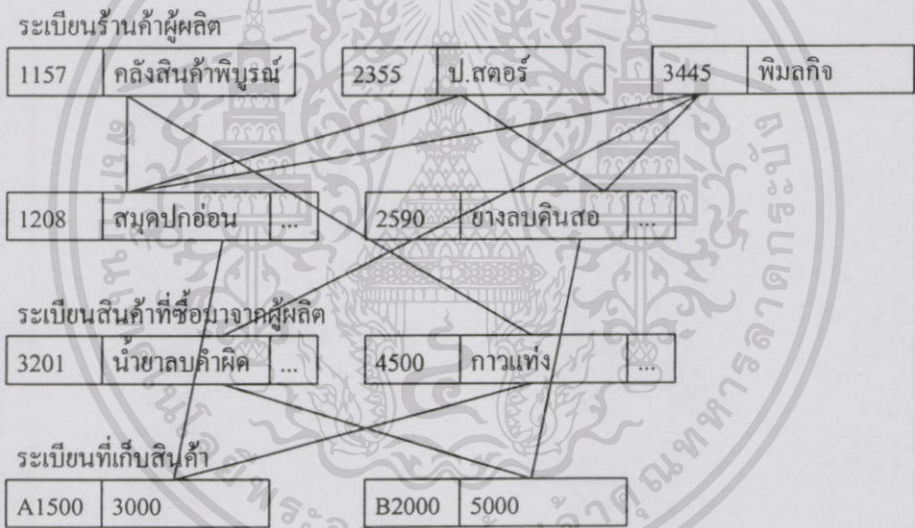 ระเบียนร้านค้าผู้ผลิต
1157 คลังสินค้าพิบูรณ์ 2355 ป.สตอร์ 3445 พิมลกิจ
1208 สมุดปกอ่อน ... 2590 ยางลบดินสอ ...
ระเบียนสินค้าที่ซื้อมาจากผู้ผลิต
3201 น้ำยาลบคำผิด ... 4500 กาวแท่ง ...
ระเบียนที่เก็บสินค้า
A1500 3000 B2000 5000